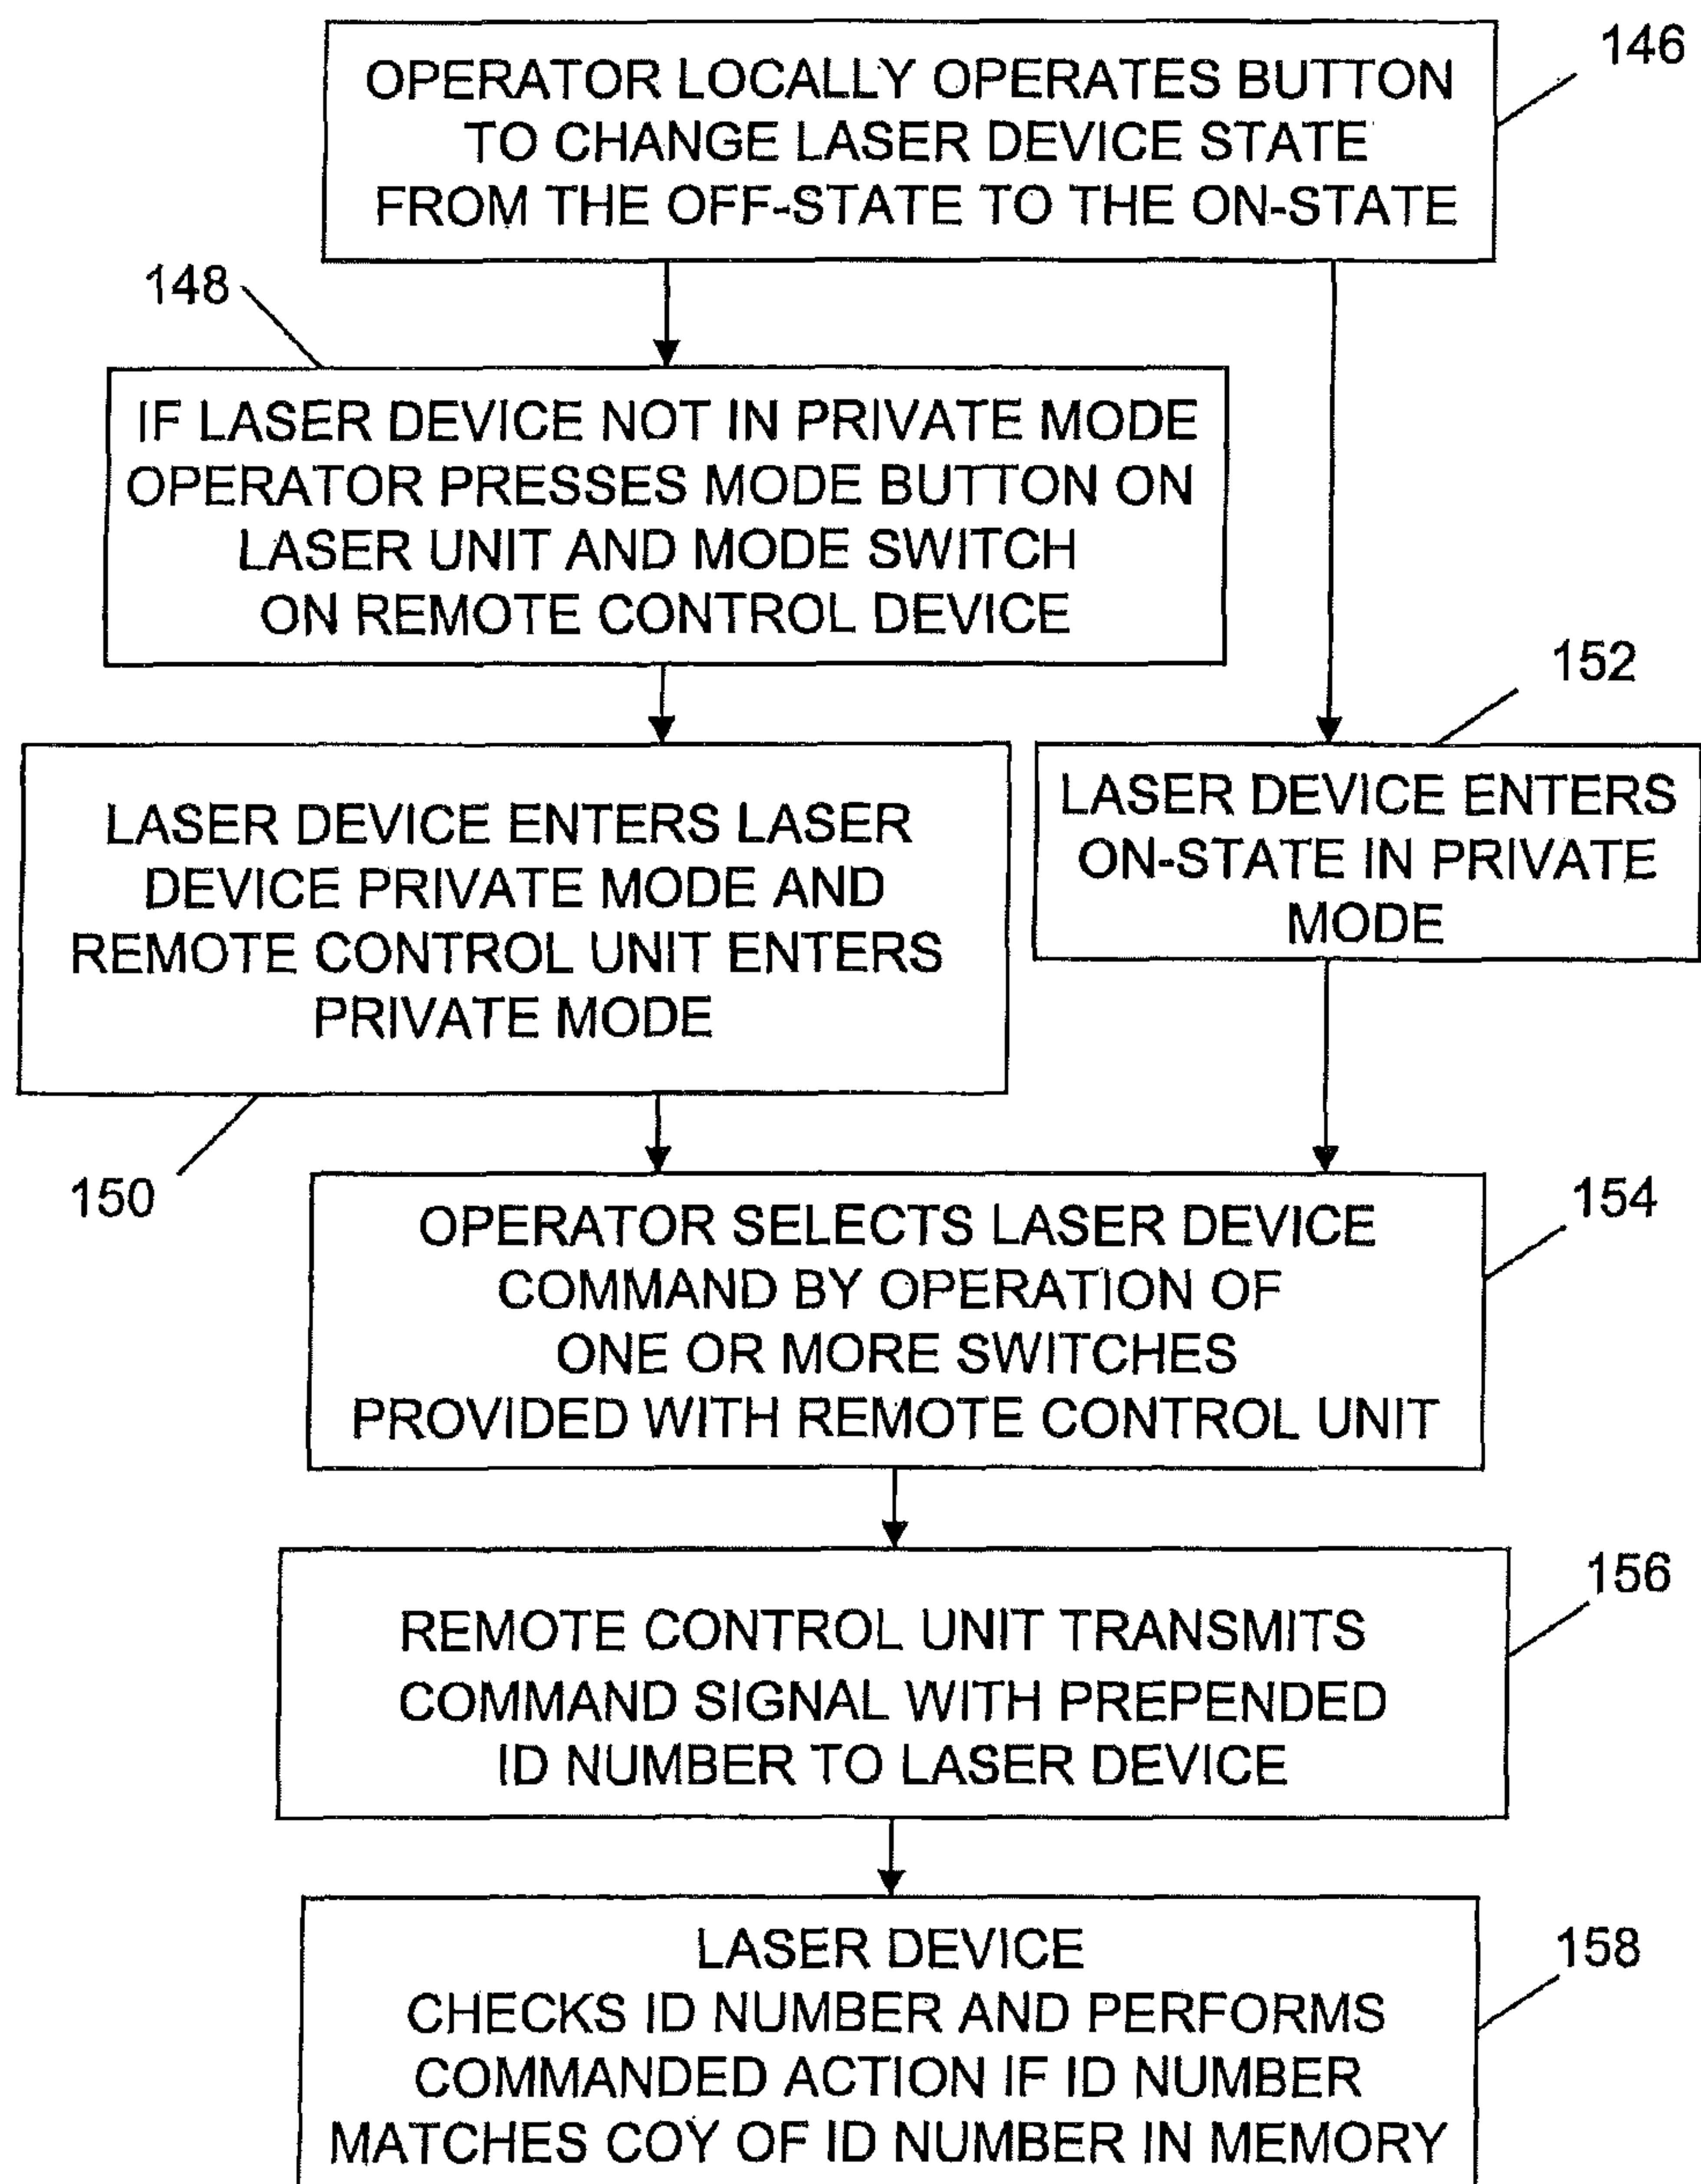 146
OPERATOR LOCALLY OPERATES BUTTON
TO CHANGE LASER DEVICE STATE
FROM THE OFF-STATE TO THE ON-STATE
148
IF LASER DEVICE NOT IN PRIVATE MODE
OPERATOR PRESSES MODE BUTTON ON
LASER UNIT AND MODE SWITCH
ON REMOTE CONTROL DEVICE
152
LASER DEVICE ENTERS LASER
DEVICE PRIVATE MODE AND
REMOTE CONTROL UNIT ENTERS
PRIVATE MODE
150
LASER DEVICE ENTERS
ON-STATE IN PRIVATE
MODE
154
OPERATOR SELECTS LASER DEVICE
COMMAND BY OPERATION OF
ONE OR MORE SWITCHES
PROVIDED WITH REMOTE CONTROL UNIT
156
REMOTE CONTROL UNIT TRANSMITS
COMMAND SIGNAL WITH PREPENDED
ID NUMBER TO LASER DEVICE
158
LASER DEVICE
CHECKS ID NUMBER AND PERFORMS
COMMANDED ACTION IF ID NUMBER
MATCHES COY OF ID NUMBER IN MEMORY